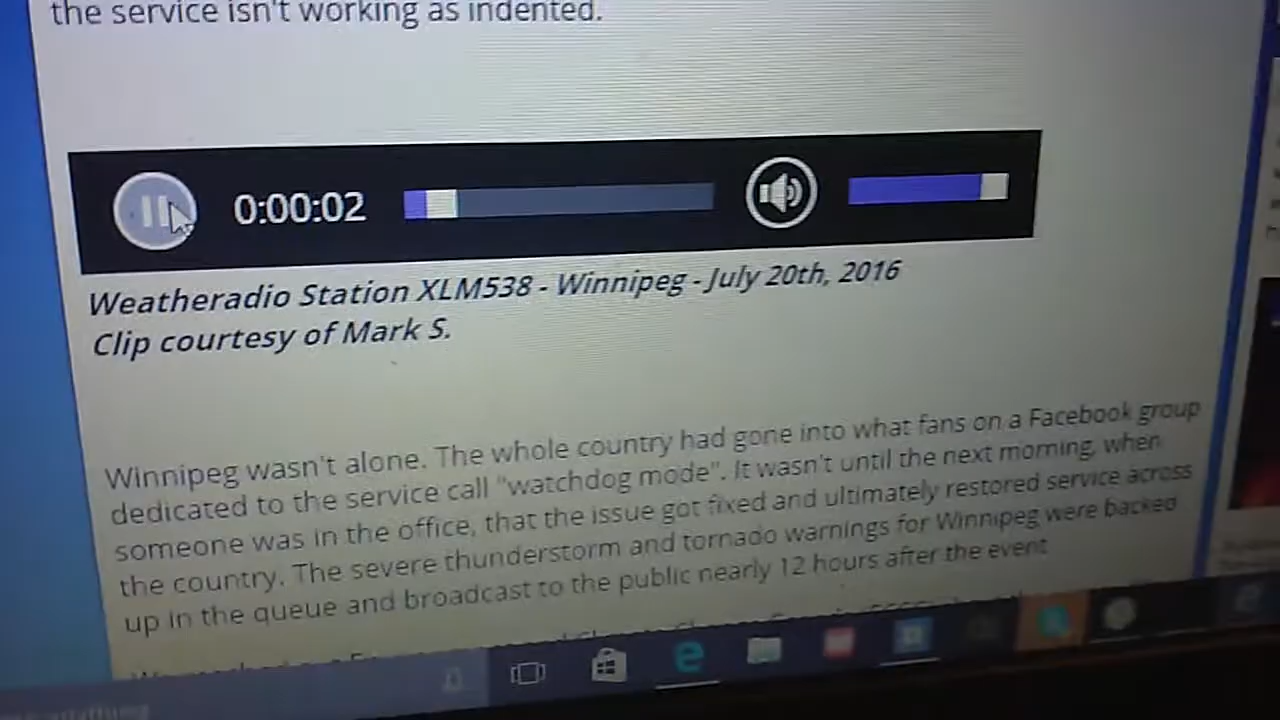 the service isn't working as indented.
0:00:02
Weatheradio Station XLM538 - Winnipeg - July 20th, 2016
Clip courtesy of Mark S.
Winnipeg wasn't alone. The whole country had gone into what fans on a Facebook group
dedicated to the service call "watchdog mode". It wasn't until the next morning, when
someone was in the office, that the issue got fixed and ultimately restored service across
the country. The severe thunderstorm and tornado warnings for Winnipeg were backed
up in the queue and broadcast to the public nearly 12 hours after the event
anything